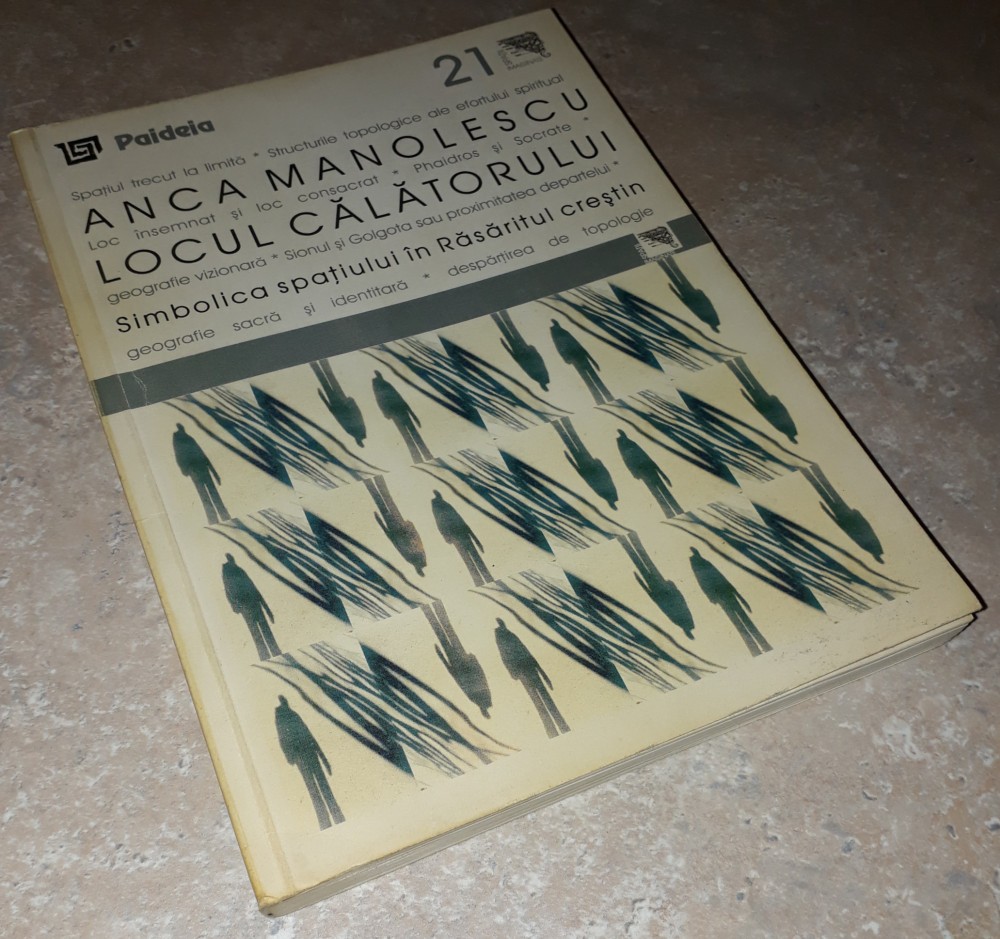 21
Paideia
Spațiul trecut la limită * Structurile topologice ale efortului spiritual
ANCA MANOLESCU
Loc însemnat și loc consacrat * Phaidros și Socrate *
LOCUL CĂLĂTORULUI
geografie vizionară * Sionul și Golgota sau proximitatea departelui *
Simbolica spațiului în Răsăritul creștin
geografie sacră și identitară * despărțirea de topologie